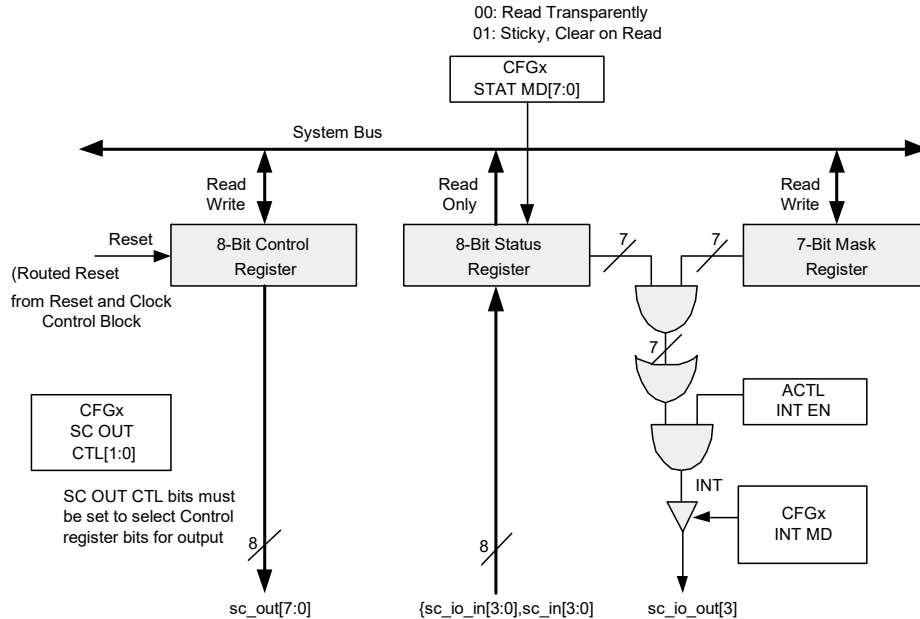 00: Read Transparently
01: Sticky, Clear on Read
CFGx
STAT MD[7:0]
System Bus
Read
Write
Read
Only
Read
Write
Reset
(Routed Reset
from Reset and Clock
Control Block
8-Bit Control
Register
8-Bit Status
Register
7
7
7-Bit Mask
Register
7
CFGx
SC OUT
CTL[1:0]
ACTL
INT EN
SC OUT CTL bits must
be set to select Control
register bits for output
INT
CFGx
INT MD
8
8
sc_out[7:0]
{sc_io_in[3:0],sc_in[3:0]
sc_io_out[3]